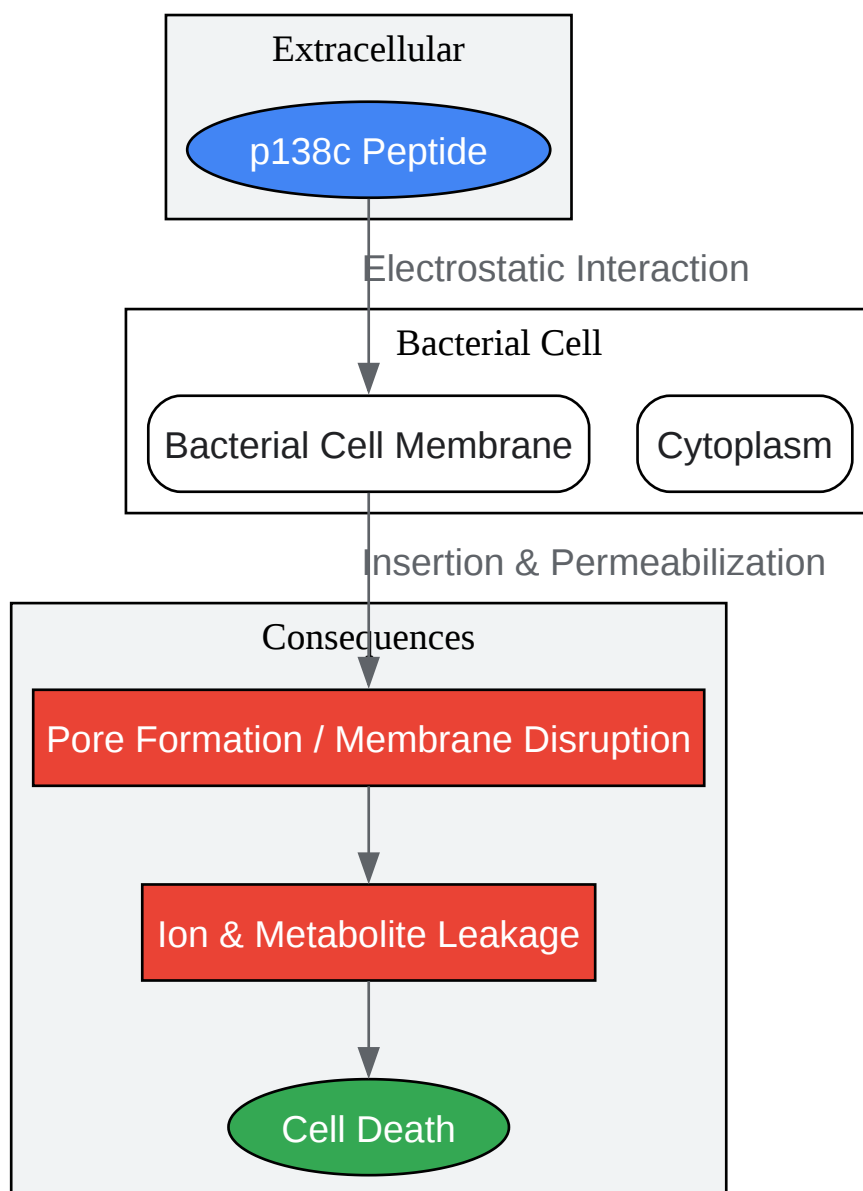 Extracellular
p138c Peptide
Electrostatic Interaction
Bacterial Cell
Bacterial Cell Membrane
Cytoplasm
Insertion & Permeabilization
Consequences
Pore Formation / Membrane Disruption
Ion & Metabolite Leakage
Cell Death